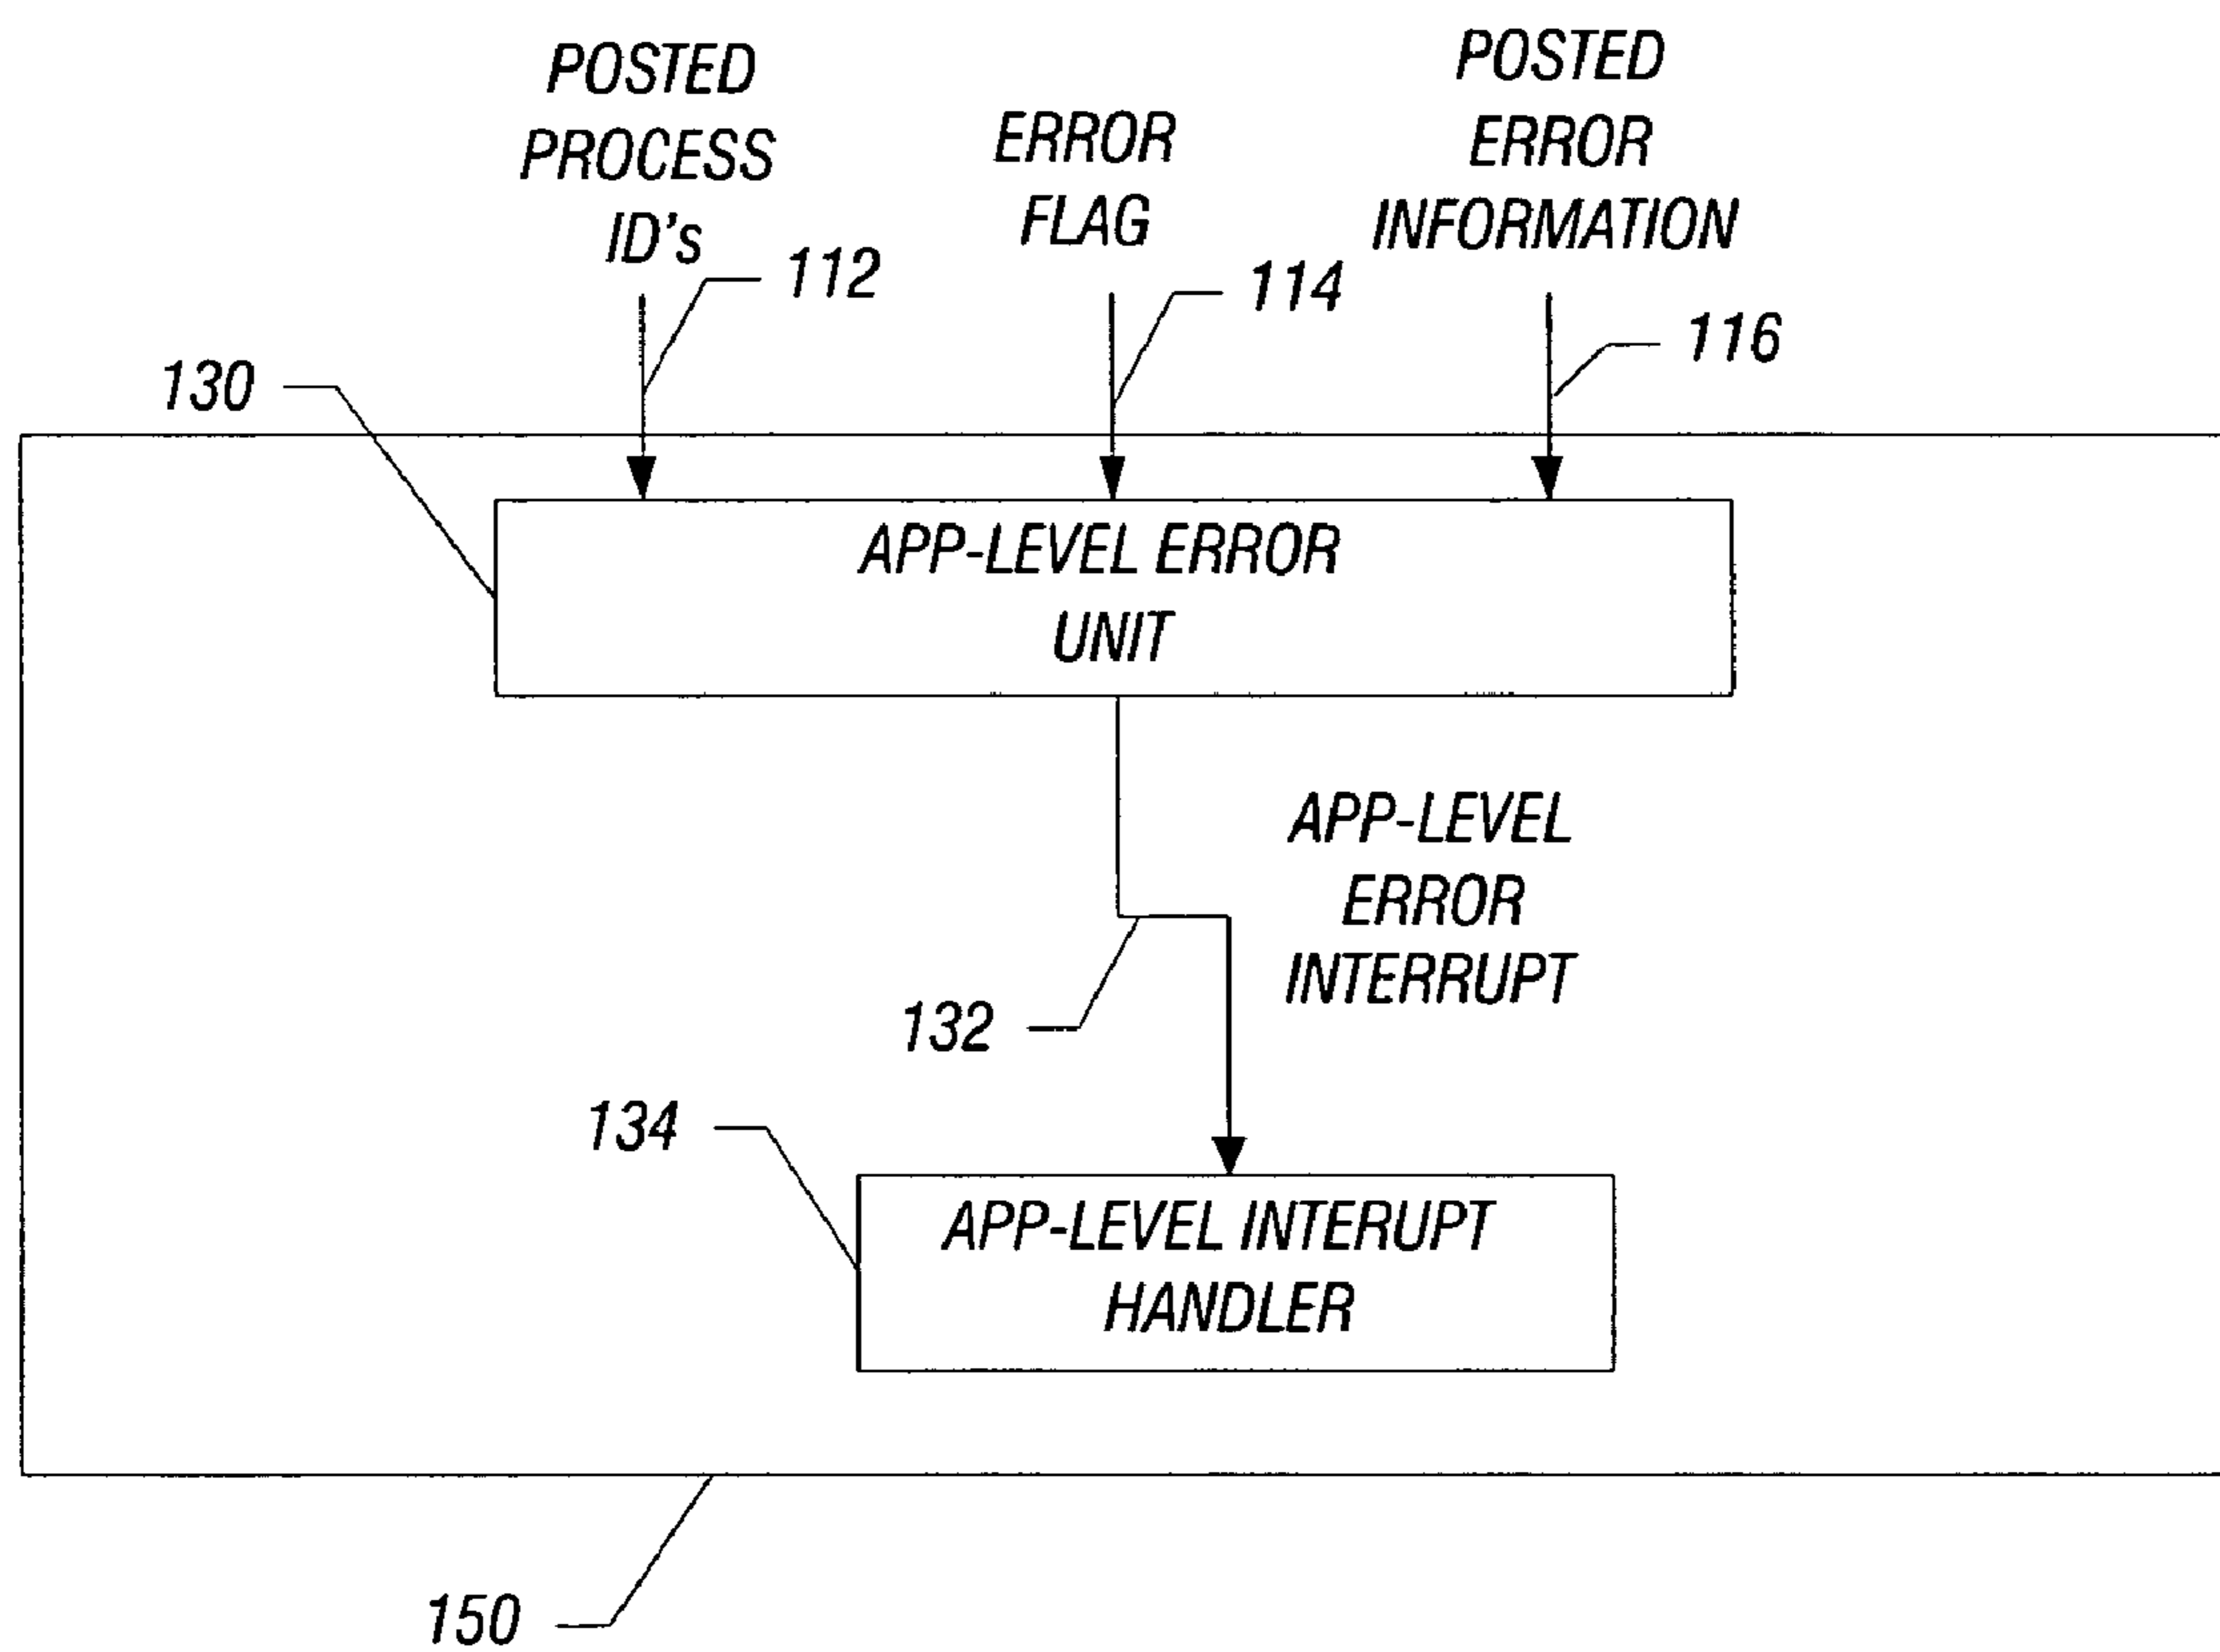 POSTED
PROCESS
ID's
112
ERROR
FLAG
114
POSTED
ERROR
INFORMATION
116
130
APP-LEVEL ERROR
UNIT
APP-LEVEL
ERROR
INTERRUPT
132
134
APP-LEVEL INTERUPT
HANDLER
150